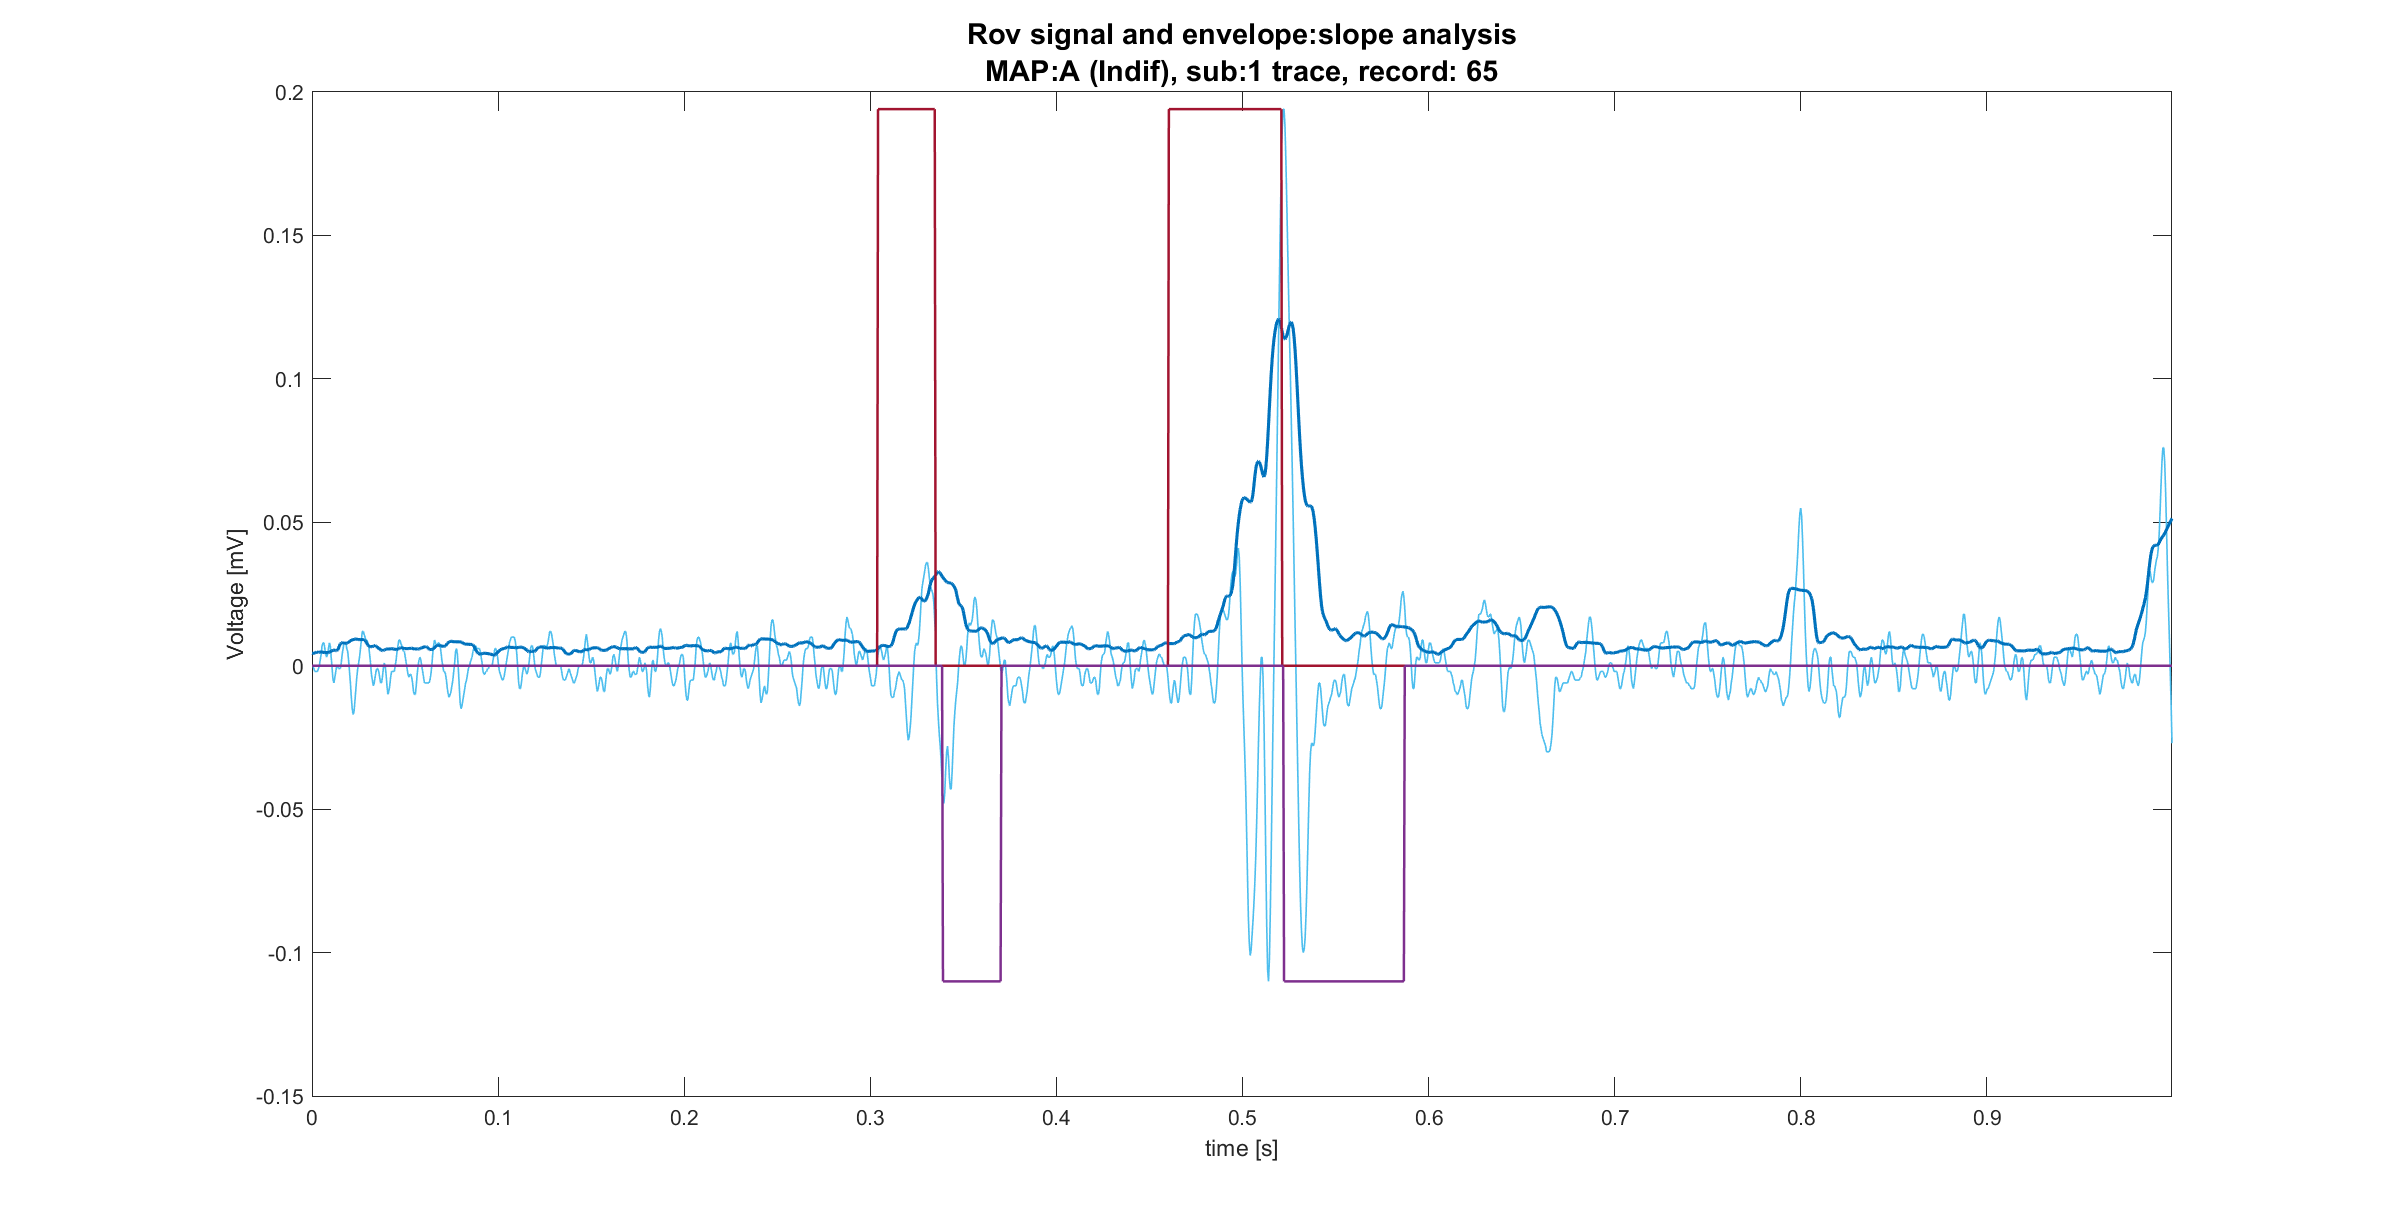 Rov signal and envelope:slope analysis
MAP:A (Indif), sub:1 trace, record: 65
0.2
0.15
0.1
0.05
0
-0.05
-0.1
-0.15
Voltage [mV]
0 0.1 0.2 0.3 0.4 0.5 0.6 0.7 0.8 0.9
time [s]